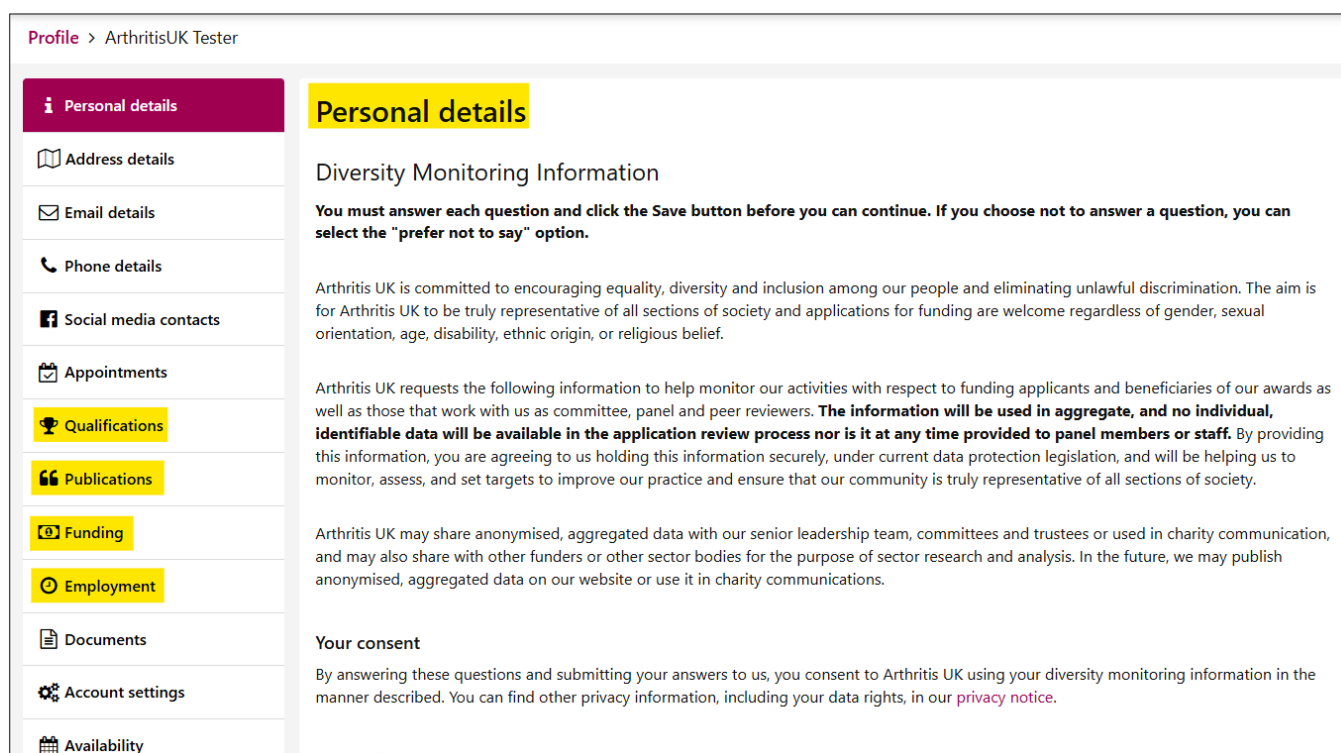 Profile > ArthritisUK Tester
Personal details
Address details
Email details
Phone details
Social media contacts
Appointments
Qualifications
Publications
Funding
Employment
Documents
Account settings
Availability
Personal details
Diversity Monitoring Information
You must answer each question and click the Save button before you can continue. If you choose not to answer a question, you can
select the "prefer not to say" option.
Arthritis UK is committed to encouraging equality, diversity and inclusion among our people and eliminating unlawful discrimination. The aim is
for Arthritis UK to be truly representative of all sections of society and applications for funding are welcome regardless of gender, sexual
orientation, age, disability, ethnic origin, or religious belief.
Arthritis UK requests the following information to help monitor our activities with respect to funding applicants and beneficiaries of our awards as
well as those that work with us as committee, panel and peer reviewers. The information will be used in aggregate, and no individual,
identifiable data will be available in the application review process nor is it at any time provided to panel members or staff. By providing
this information, you are agreeing to us holding this information securely, under current data protection legislation, and will be helping us to
monitor, assess, and set targets to improve our practice and ensure that our community is truly representative of all sections of society.
Arthritis UK may share anonymised, aggregated data with our senior leadership team, committees and trustees or used in charity communication,
and may also share with other funders or other sector bodies for the purpose of sector research and analysis. In the future, we may publish
anonymised, aggregated data on our website or use it in charity communications.
Your consent
By answering these questions and submitting your answers to us, you consent to Arthritis UK using your diversity monitoring information in the
manner described. You can find other privacy information, including your data rights, in our privacy notice.